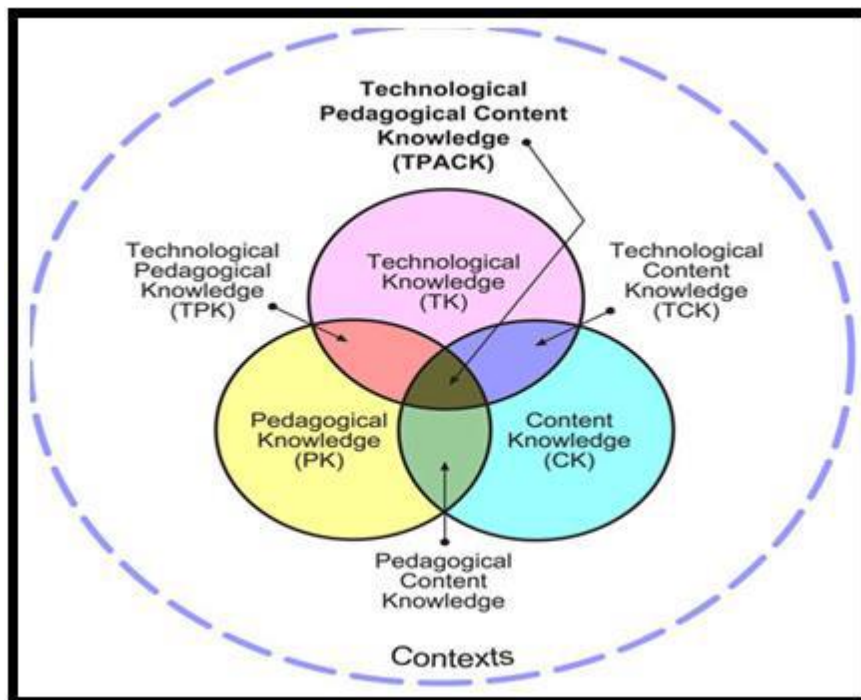 Technological
Pedagogical Content
Knowledge
(TPACK)
Technological
Pedagogical
Knowledge
(TPK)
Technological
Knowledge
(TK)
Technological
Content
Knowledge
(TCK)
Pedagogical
Knowledge
(PK)
Content
Knowledge
(CK)
Pedagogical
Content
Knowledge
Contexts